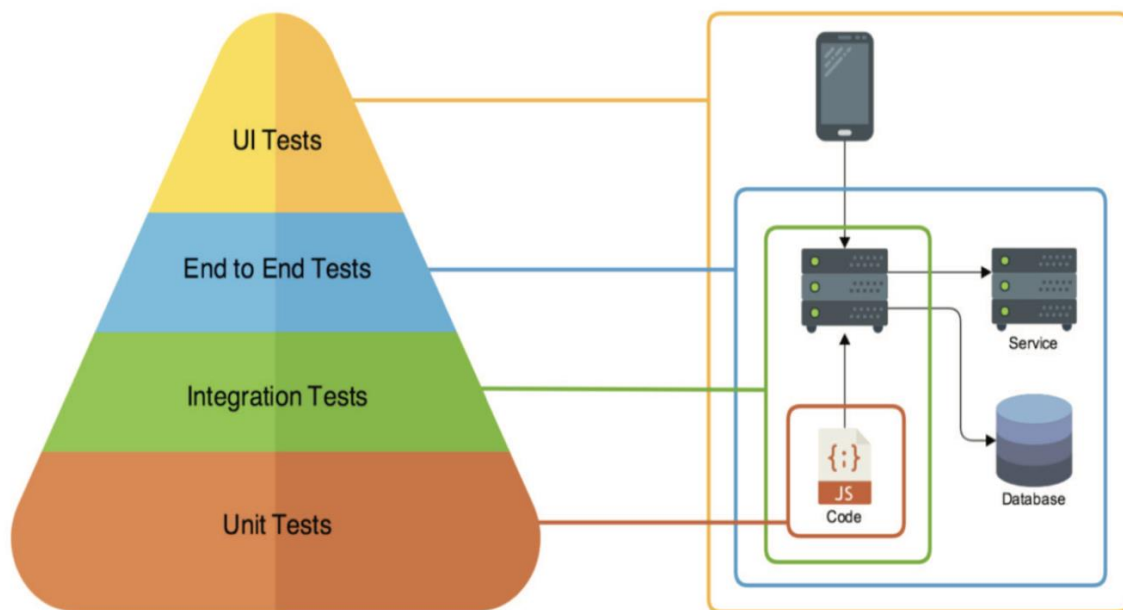 UI Tests
End to End Tests
Integration Tests
Unit Tests
Service
Database
{;}
JS
Code